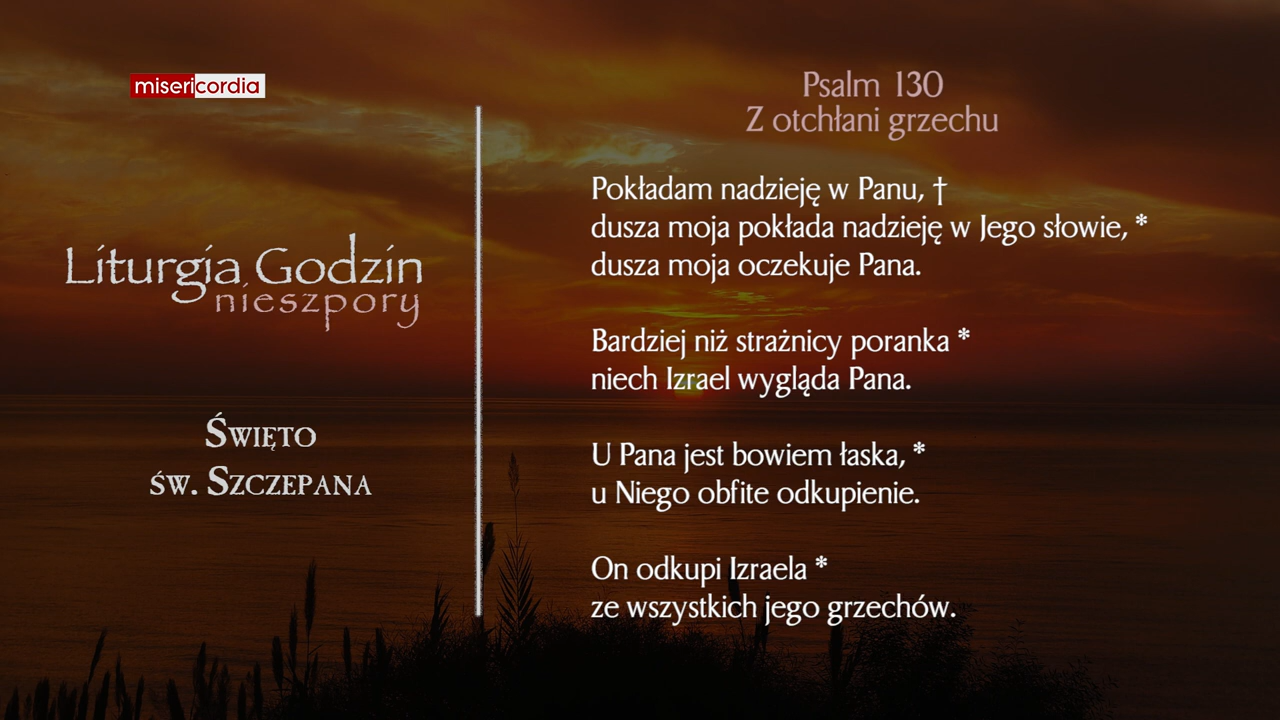 misericordia
Liturgia Godzin
nieszpory
Święto
św. Szczepana
Psalm 130
Z otchłani grzechu
Pokładam nadzieję w Panu, †
dusza moja pokłada nadzieję w Jego słowie, *
dusza moja oczekuje Pana.
Bardziej niż strażnicy poranka *
niech Izrael wygląda Pana.
U Pana jest bowiem łaska, *
u Niego obfite odkupienie.
On odkupi Izraela *
ze wszystkich jego grzechów.